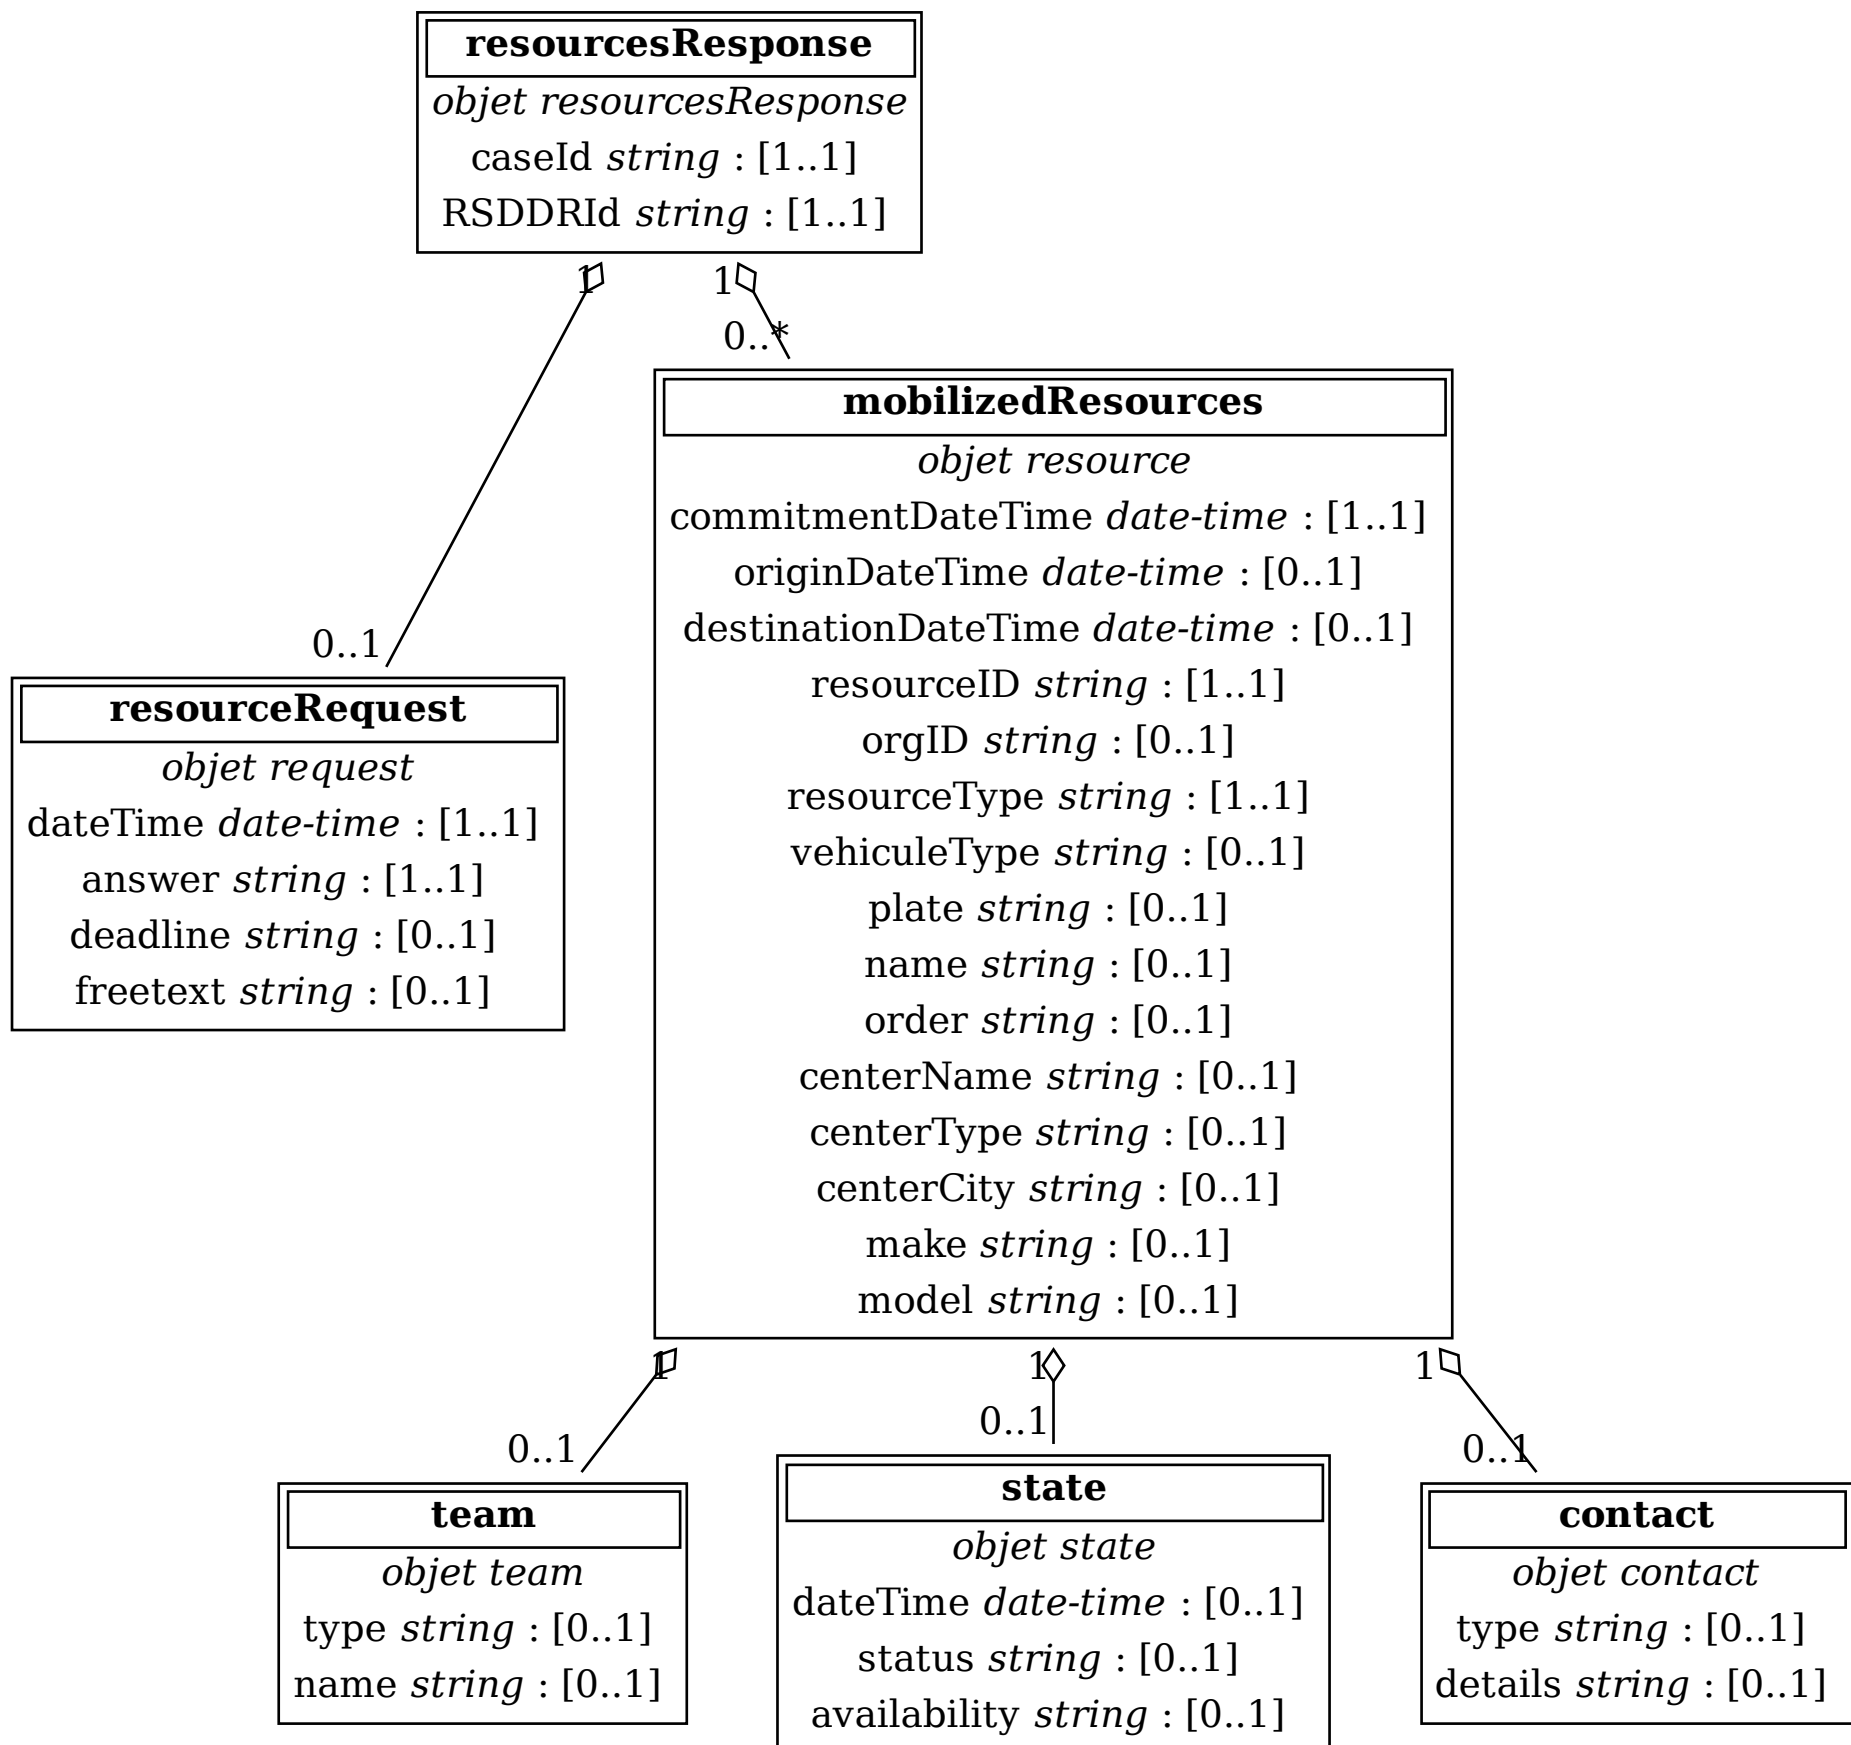 resourcesResponse
objet resourcesResponse
caseId string : [1..1]
RSDDRId string : [1..1]
1
1
0..*
mobilizedResources
objet resource
commitmentDateTime date-time : [1..1]
originDateTime date-time : [0..1]
destinationDateTime date-time : [0..1]
resourceID string : [1..1]
orgID string : [0..1]
resourceType string : [1..1]
vehiculeType string : [0..1]
plate string : [0..1]
name string : [0..1]
order string : [0..1]
centerName string : [0..1]
centerType string : [0..1]
centerCity string : [0..1]
make string : [0..1]
model string : [0..1]
0..1
resourceRequest
objet request
dateTime date-time : [1..1]
answer string : [1..1]
deadline string : [0..1]
freetext string : [0..1]
1
1
1
0..1
0..1
0..1
team
objet team
type string : [0..1]
name string : [0..1]
state
objet state
dateTime date-time : [0..1]
status string : [0..1]
availability string : [0..1]
contact
objet contact
type string : [0..1]
details string : [0..1]